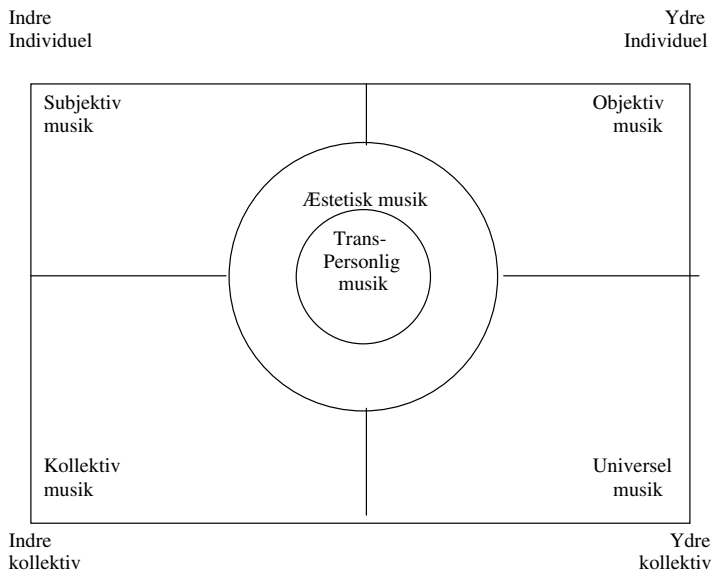 Indre
Individuel
Ydre
Individuel
Subjektiv
musik
Objektiv
musik
Æstetisk musik
Trans-
Personlig
musik
Kollektiv
musik
Universel
musik
Indre
kollektiv
Ydre
kollektiv